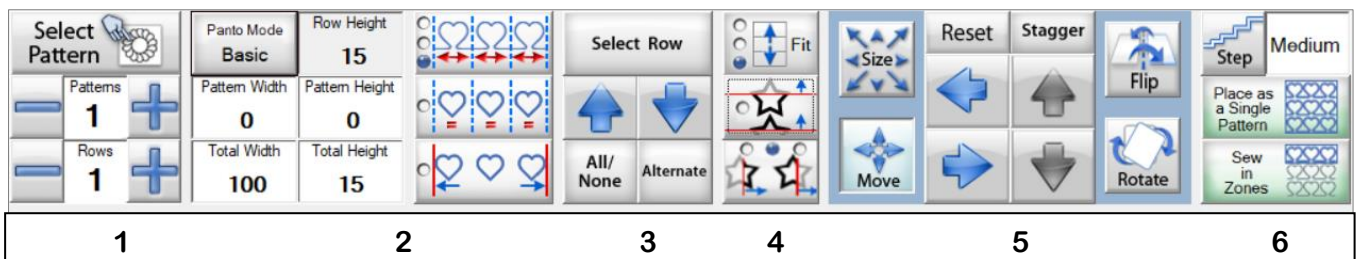 Select
Pattern
Patterns
1
Rows
1
Panto Mode
Basic
Row Height
15
Pattern Width
0
Pattern Height
0
Total Width
100
Total Height
15
Select Row
All/
None
Alternate
Fit
Size
Move
Reset
Stagger
Flip
Rotate
Step
Medium
Place as
a Single
Pattern
Sew
in
Zones
1
2
3
4
5
6